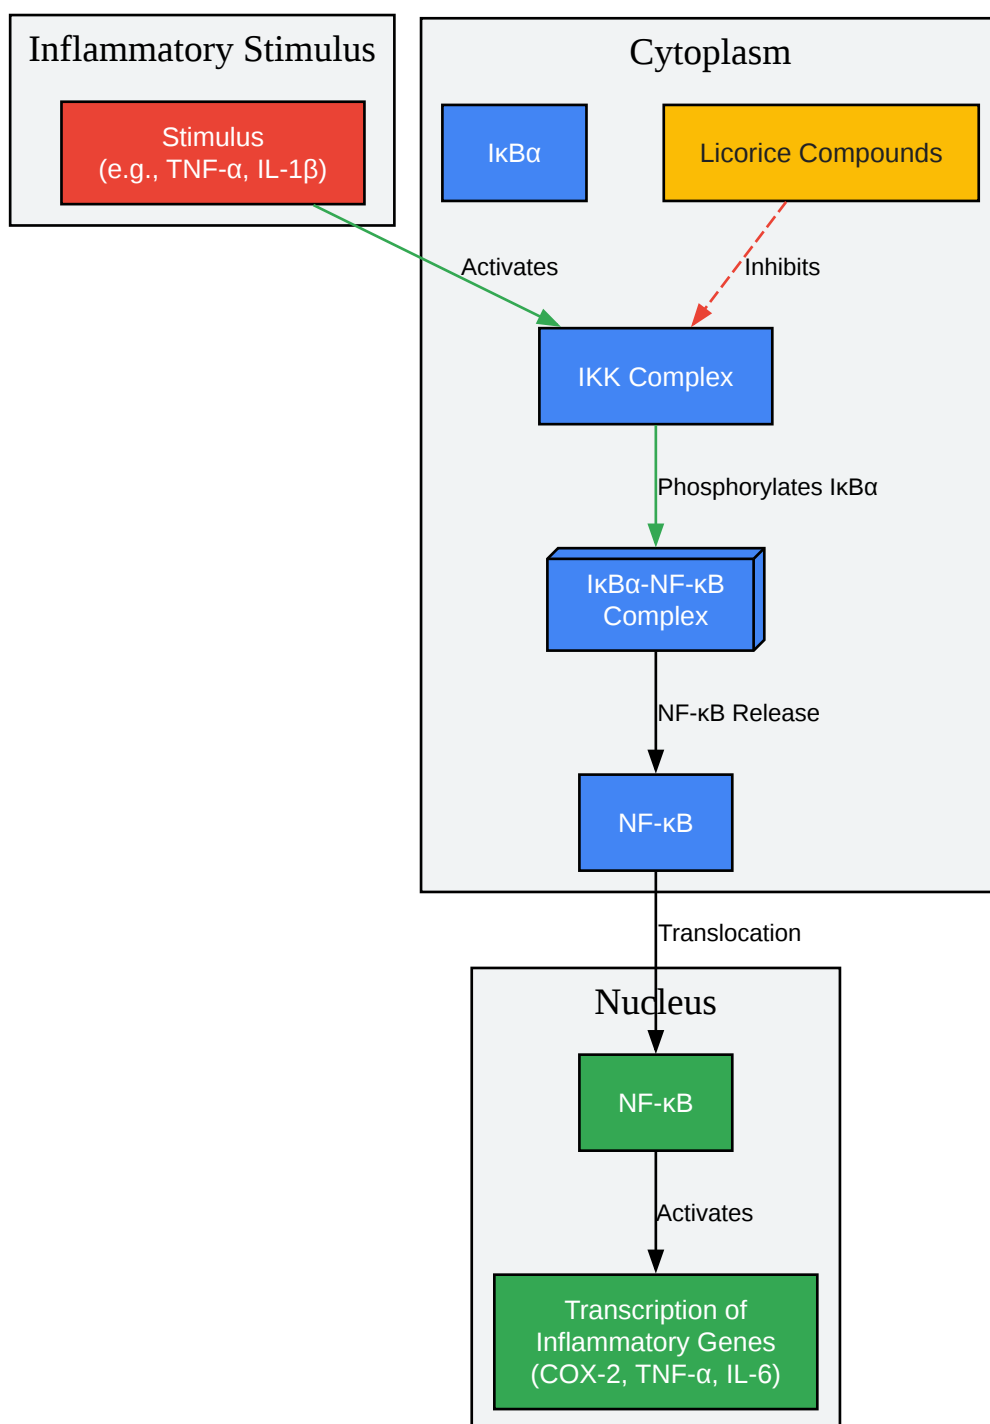 Inflammatory Stimulus
Stimulus
(e.g., TNF-α, IL-1β)
Cytoplasm
IκBα
Licorice Compounds
Activates
Inhibits
IKK Complex
Phosphorylates IκBα
IκBα-NF-κB
Complex
NF-κB Release
NF-κB
Translocation
Nucleus
NF-κB
Activates
Transcription of
Inflammatory Genes
(COX-2, TNF-α, IL-6)